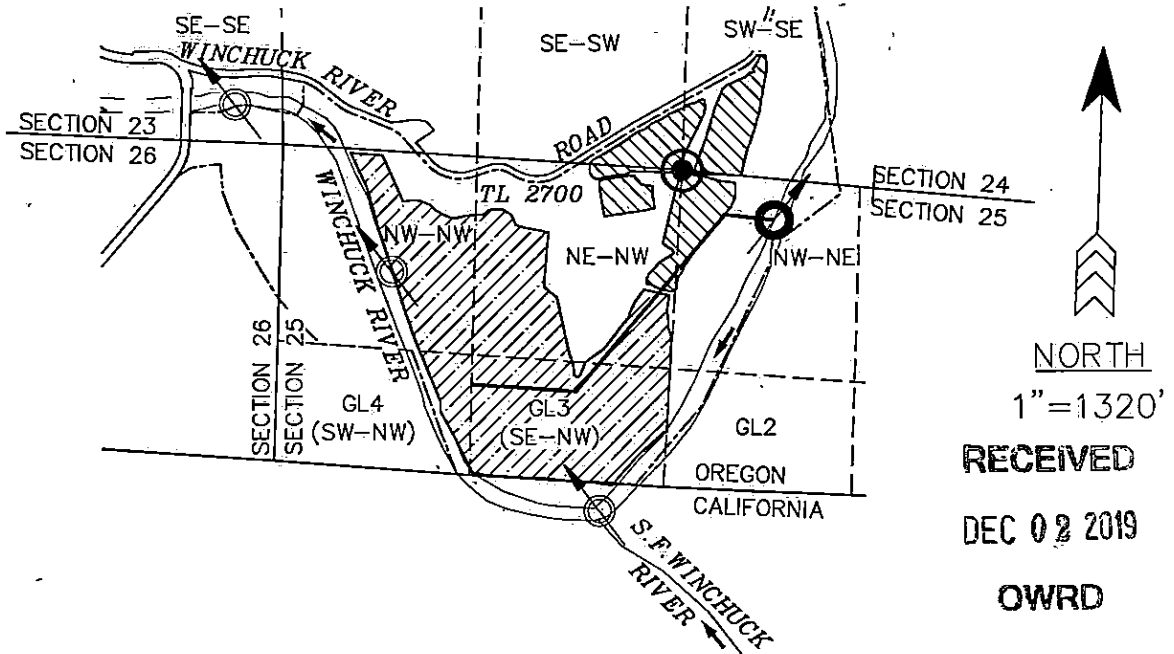 SE-SE
SE-SW
SW-SE
WINCHUCK
RIVER
ROAD
SECTION 23
SECTION 26
SECTION 24
SECTION 25
TL 2700
NW-NW
NE-NW
NW-NE
WINCHUCK RIVER
SECTION 26
SECTION 25
GL4
(SW-NW)
GL3
(SE-NW)
GL2
OREGON
CALIFORNIA
S.F. WINCHUCK
RIVER
NORTH
1"=1320'
RECEIVED
DEC 02 2019
OWRD